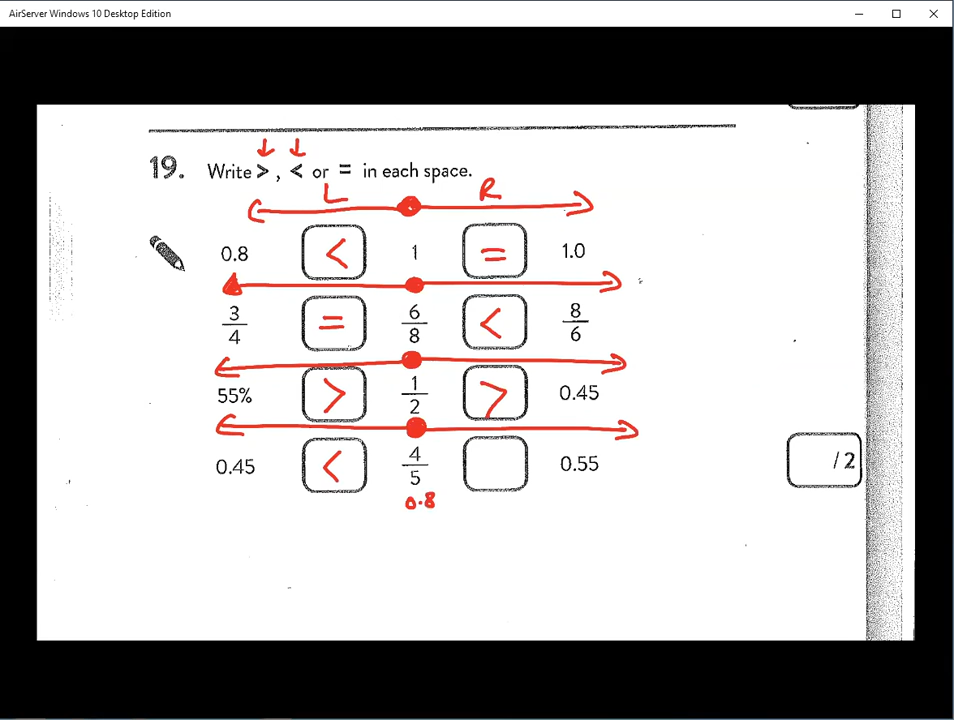 AirServer Windows 10 Desktop Edition
19. Write > , < or = in each space.
L R
0.8 < 1 = 1.0
3/4 = 6/8 < 8/6
55% > 1/2 > 0.45
0.45 < 4/5 0.55
0.8
/2